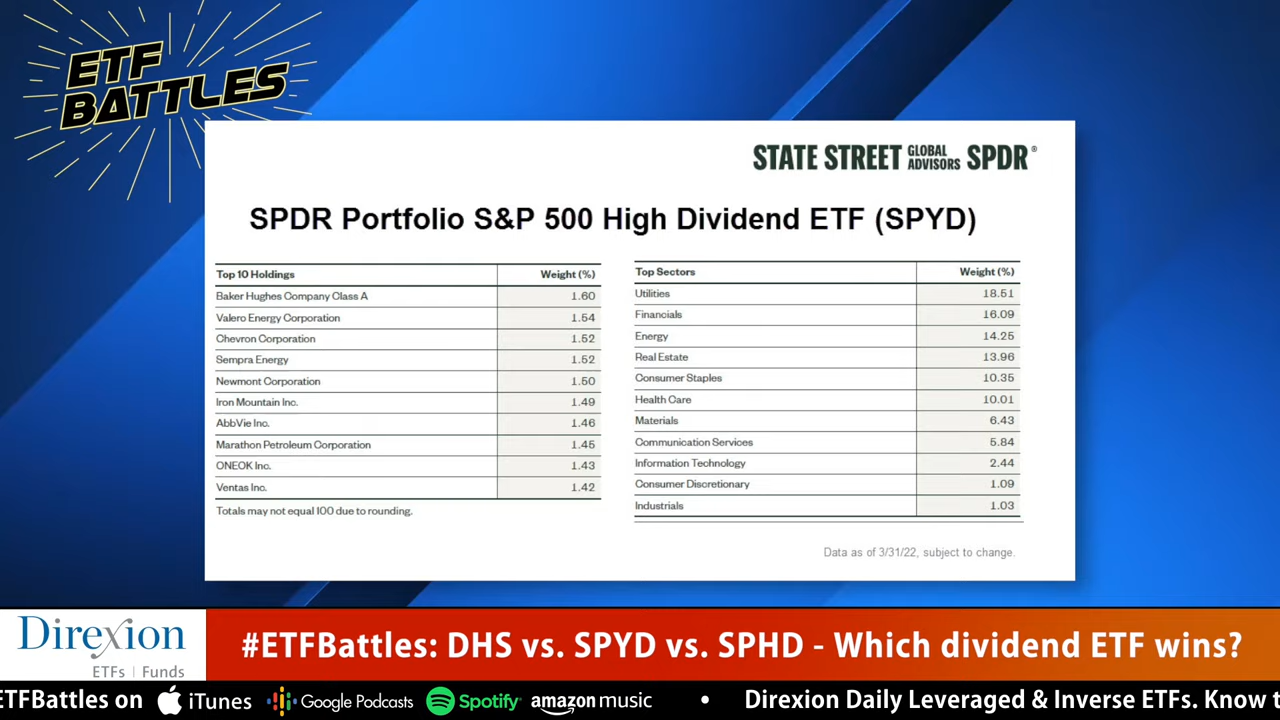 ETF
BATTLES
STATE STREET GLOBAL ADVISORS SPDR®
SPDR Portfolio S&P 500 High Dividend ETF (SPYD)
Top 10 Holdings Weight (%)
Baker Hughes Company Class A 1.60
Valero Energy Corporation 1.54
Chevron Corporation 1.52
Sempra Energy 1.52
Newmont Corporation 1.50
Iron Mountain Inc. 1.49
AbbVie Inc. 1.46
Marathon Petroleum Corporation 1.45
ONEOK Inc. 1.43
Ventas Inc. 1.42
Totals may not equal 100 due to rounding.
Top Sectors Weight (%)
Utilities 18.51
Financials 16.09
Energy 14.25
Real Estate 13.96
Consumer Staples 10.35
Health Care 10.01
Materials 6.43
Communication Services 5.84
Information Technology 2.44
Consumer Discretionary 1.09
Industrials 1.03
Data as of 3/31/22, subject to change.
Direxion
ETFs | Funds
#ETFBattles: DHS vs. SPYD vs. SPHD - Which dividend ETF wins?
ETFBattles on iTunes Google Podcasts Spotify amazon music • Direxion Daily Leveraged & Inverse ETFs. Know t